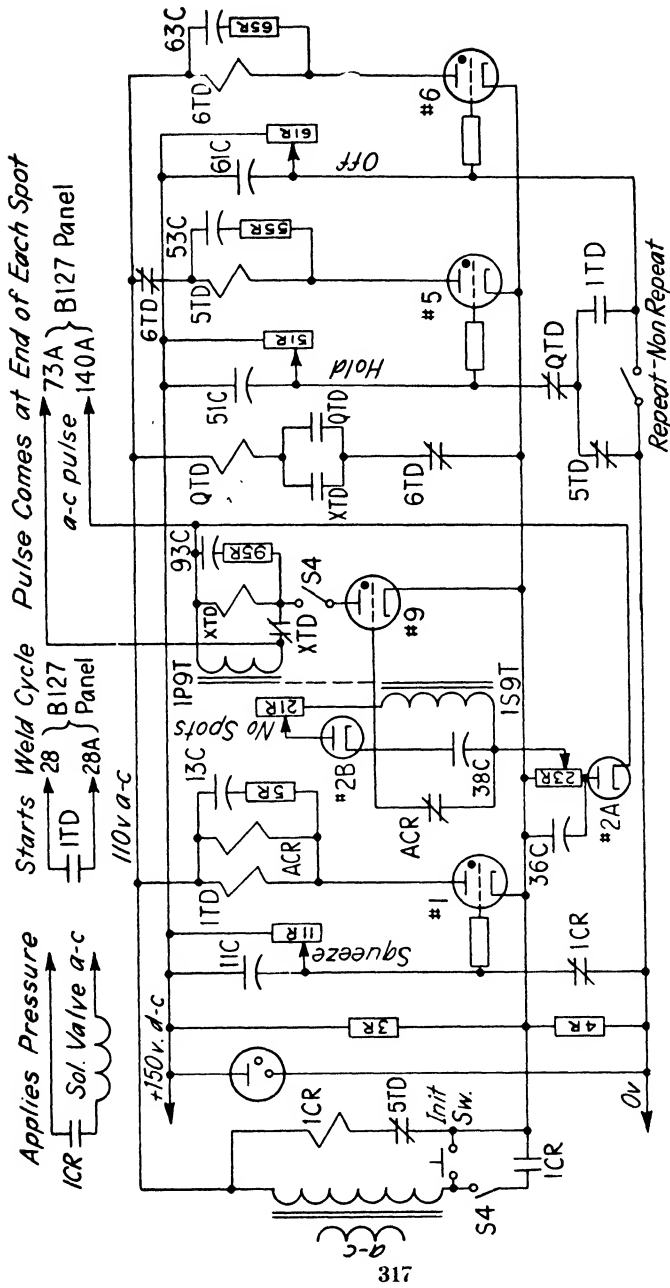 Applies Pressure
1CR
Sol. Valve a-c
Starts Weld Cycle
1TD
28
28A
B127
Panel
Pulse Comes at End of Each Spot
a-c pulse
73A
140A
B127 Panel
110v a-c
+150v. d-c
a-c
1CR
5TD
Init
Sw.
S4
1CR
3R
4R
0v
11C
11R
Squeeze
1CR
1TD
ACR
13C
5R
#1
ACR
No Spots
21R
#2B
38C
1P9T
1S9T
36C
23R
#2A
XTD
93C
95R
XTD
S4
#9
QTD
XTD
QTD
6TD
51C
51R
Hold
6TD
5TD
53C
55R
#5
QTD
5TD
1TD
Repeat-Non Repeat
61C
61R
Off
6TD
63C
65R
#6
317